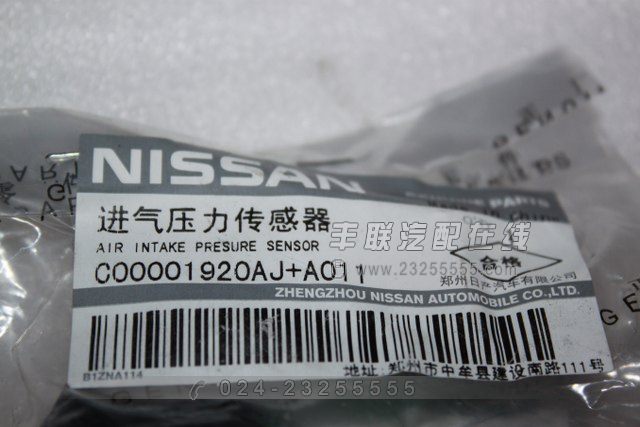 NISSAN
进气压力传感器
AIR INTAKE PRESURE SENSOR
C00001920AJ+A011
丰联汽配在线
www.23255555.com
合格
郑州日产汽车有限公司
ZHENGZHOU NISSAN AUTOMOBILE CO.,LTD.
B1ZNA114
地址:郑州市中牟县建设南路111号
024-23255555